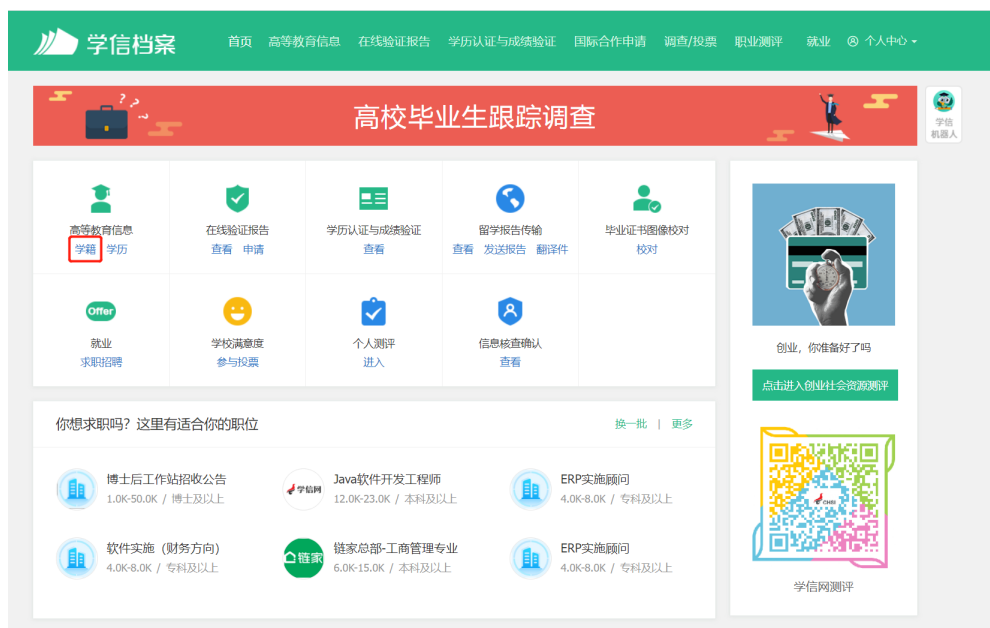 学信档案
首页 高等教育信息 在线验证报告 学历认证与成绩验证 国际合作申请 调查/投票 职业测评 就业 个人中心
高校毕业生跟踪调查
学信
机器人
高等教育信息
学籍 学历
在线验证报告
查看 申请
学历认证与成绩验证
查看
留学报告传输
查看 发送报告 翻译件
毕业证书图像校对
校对
Offer
就业
求职招聘
学校满意度
参与投票
个人测评
进入
信息核查确认
查看
创业，你准备好了吗
点击进入创业社会资源测评
你想求职吗？这里有适合你的职位
换一批 | 更多
博士后工作站招收公告
1.0K-50.0K / 博士及以上
学信网
Java软件开发工程师
12.0K-23.0K / 本科及以上
ERP实施顾问
4.0K-8.0K / 专科及以上
软件实施（财务方向）
4.0K-8.0K / 专科及以上
链家
链家总部-工商管理专业
6.0K-15.0K / 本科及以上
ERP实施顾问
4.0K-8.0K / 专科及以上
CHSI
学信网测评